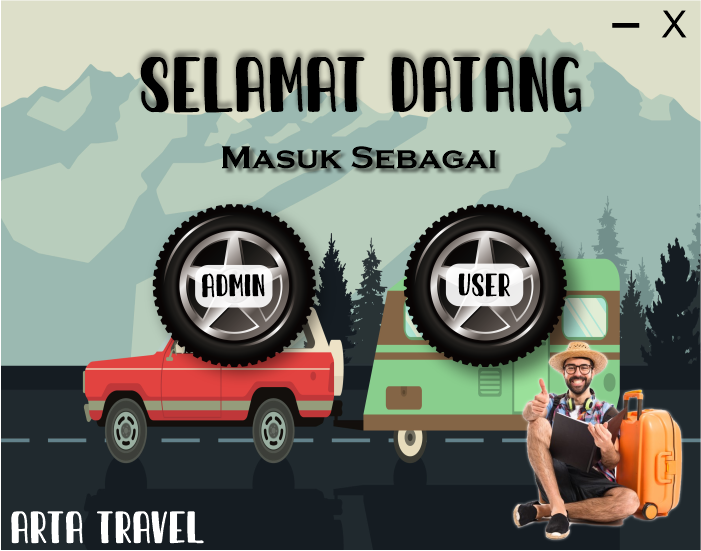 — X
SELAMAT DATANG
MASUK SEBAGAI
ADMIN USER
ARTA TRAVEL